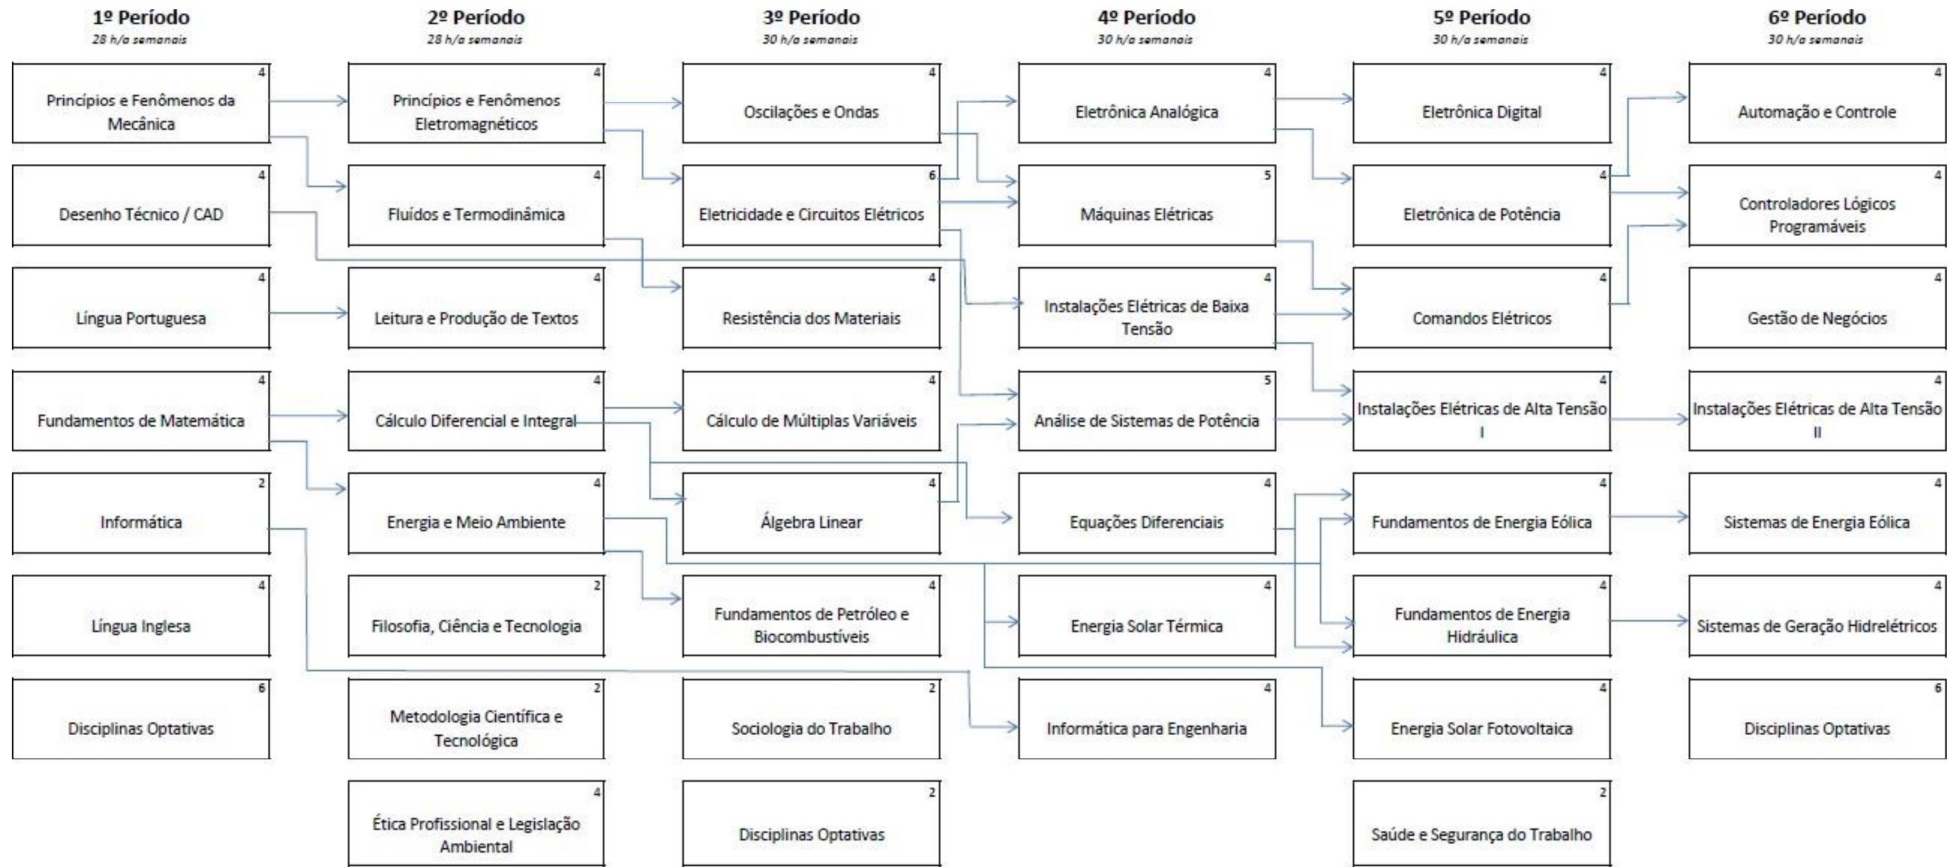 1º Período
28 h/a semanais
2º Período
28 h/a semanais
3º Período
30 h/a semanais
4º Período
30 h/a semanais
5º Período
30 h/a semanais
6º Período
30 h/a semanais
4
Princípios e Fenômenos da
Mecânica
4
Princípios e Fenômenos
Eletromagnéticos
4
Oscilações e Ondas
4
Eletrônica Analógica
4
Eletrônica Digital
4
Automação e Controle
4
Desenho Técnico / CAD
4
Fluídos e Termodinâmica
6
Eletricidade e Circuitos Elétricos
5
Máquinas Elétricas
4
Eletrônica de Potência
4
Controladores Lógicos
Programáveis
4
Língua Portuguesa
4
Leitura e Produção de Textos
4
Resistência dos Materiais
4
Instalações Elétricas de Baixa
Tensão
4
Comandos Elétricos
4
Gestão de Negócios
4
Fundamentos de Matemática
4
Cálculo Diferencial e Integral
4
Cálculo de Múltiplas Variáveis
5
Análise de Sistemas de Potência
4
Instalações Elétricas de Alta Tensão
I
4
Instalações Elétricas de Alta Tensão
II
2
Informática
4
Energia e Meio Ambiente
4
Álgebra Linear
4
Equações Diferenciais
4
Fundamentos de Energia Eólica
4
Sistemas de Energia Eólica
4
Língua Inglesa
2
Filosofia, Ciência e Tecnologia
4
Fundamentos de Petróleo e
Biocombustíveis
4
Energia Solar Térmica
4
Fundamentos de Energia
Hidráulica
4
Sistemas de Geração Hidrelétricos
6
Disciplinas Optativas
2
Metodologia Científica e
Tecnológica
2
Sociologia do Trabalho
4
Informática para Engenharia
4
Energia Solar Fotovoltaica
6
Disciplinas Optativas
4
Ética Profissional e Legislação
Ambiental
2
Disciplinas Optativas
2
Saúde e Segurança do Trabalho